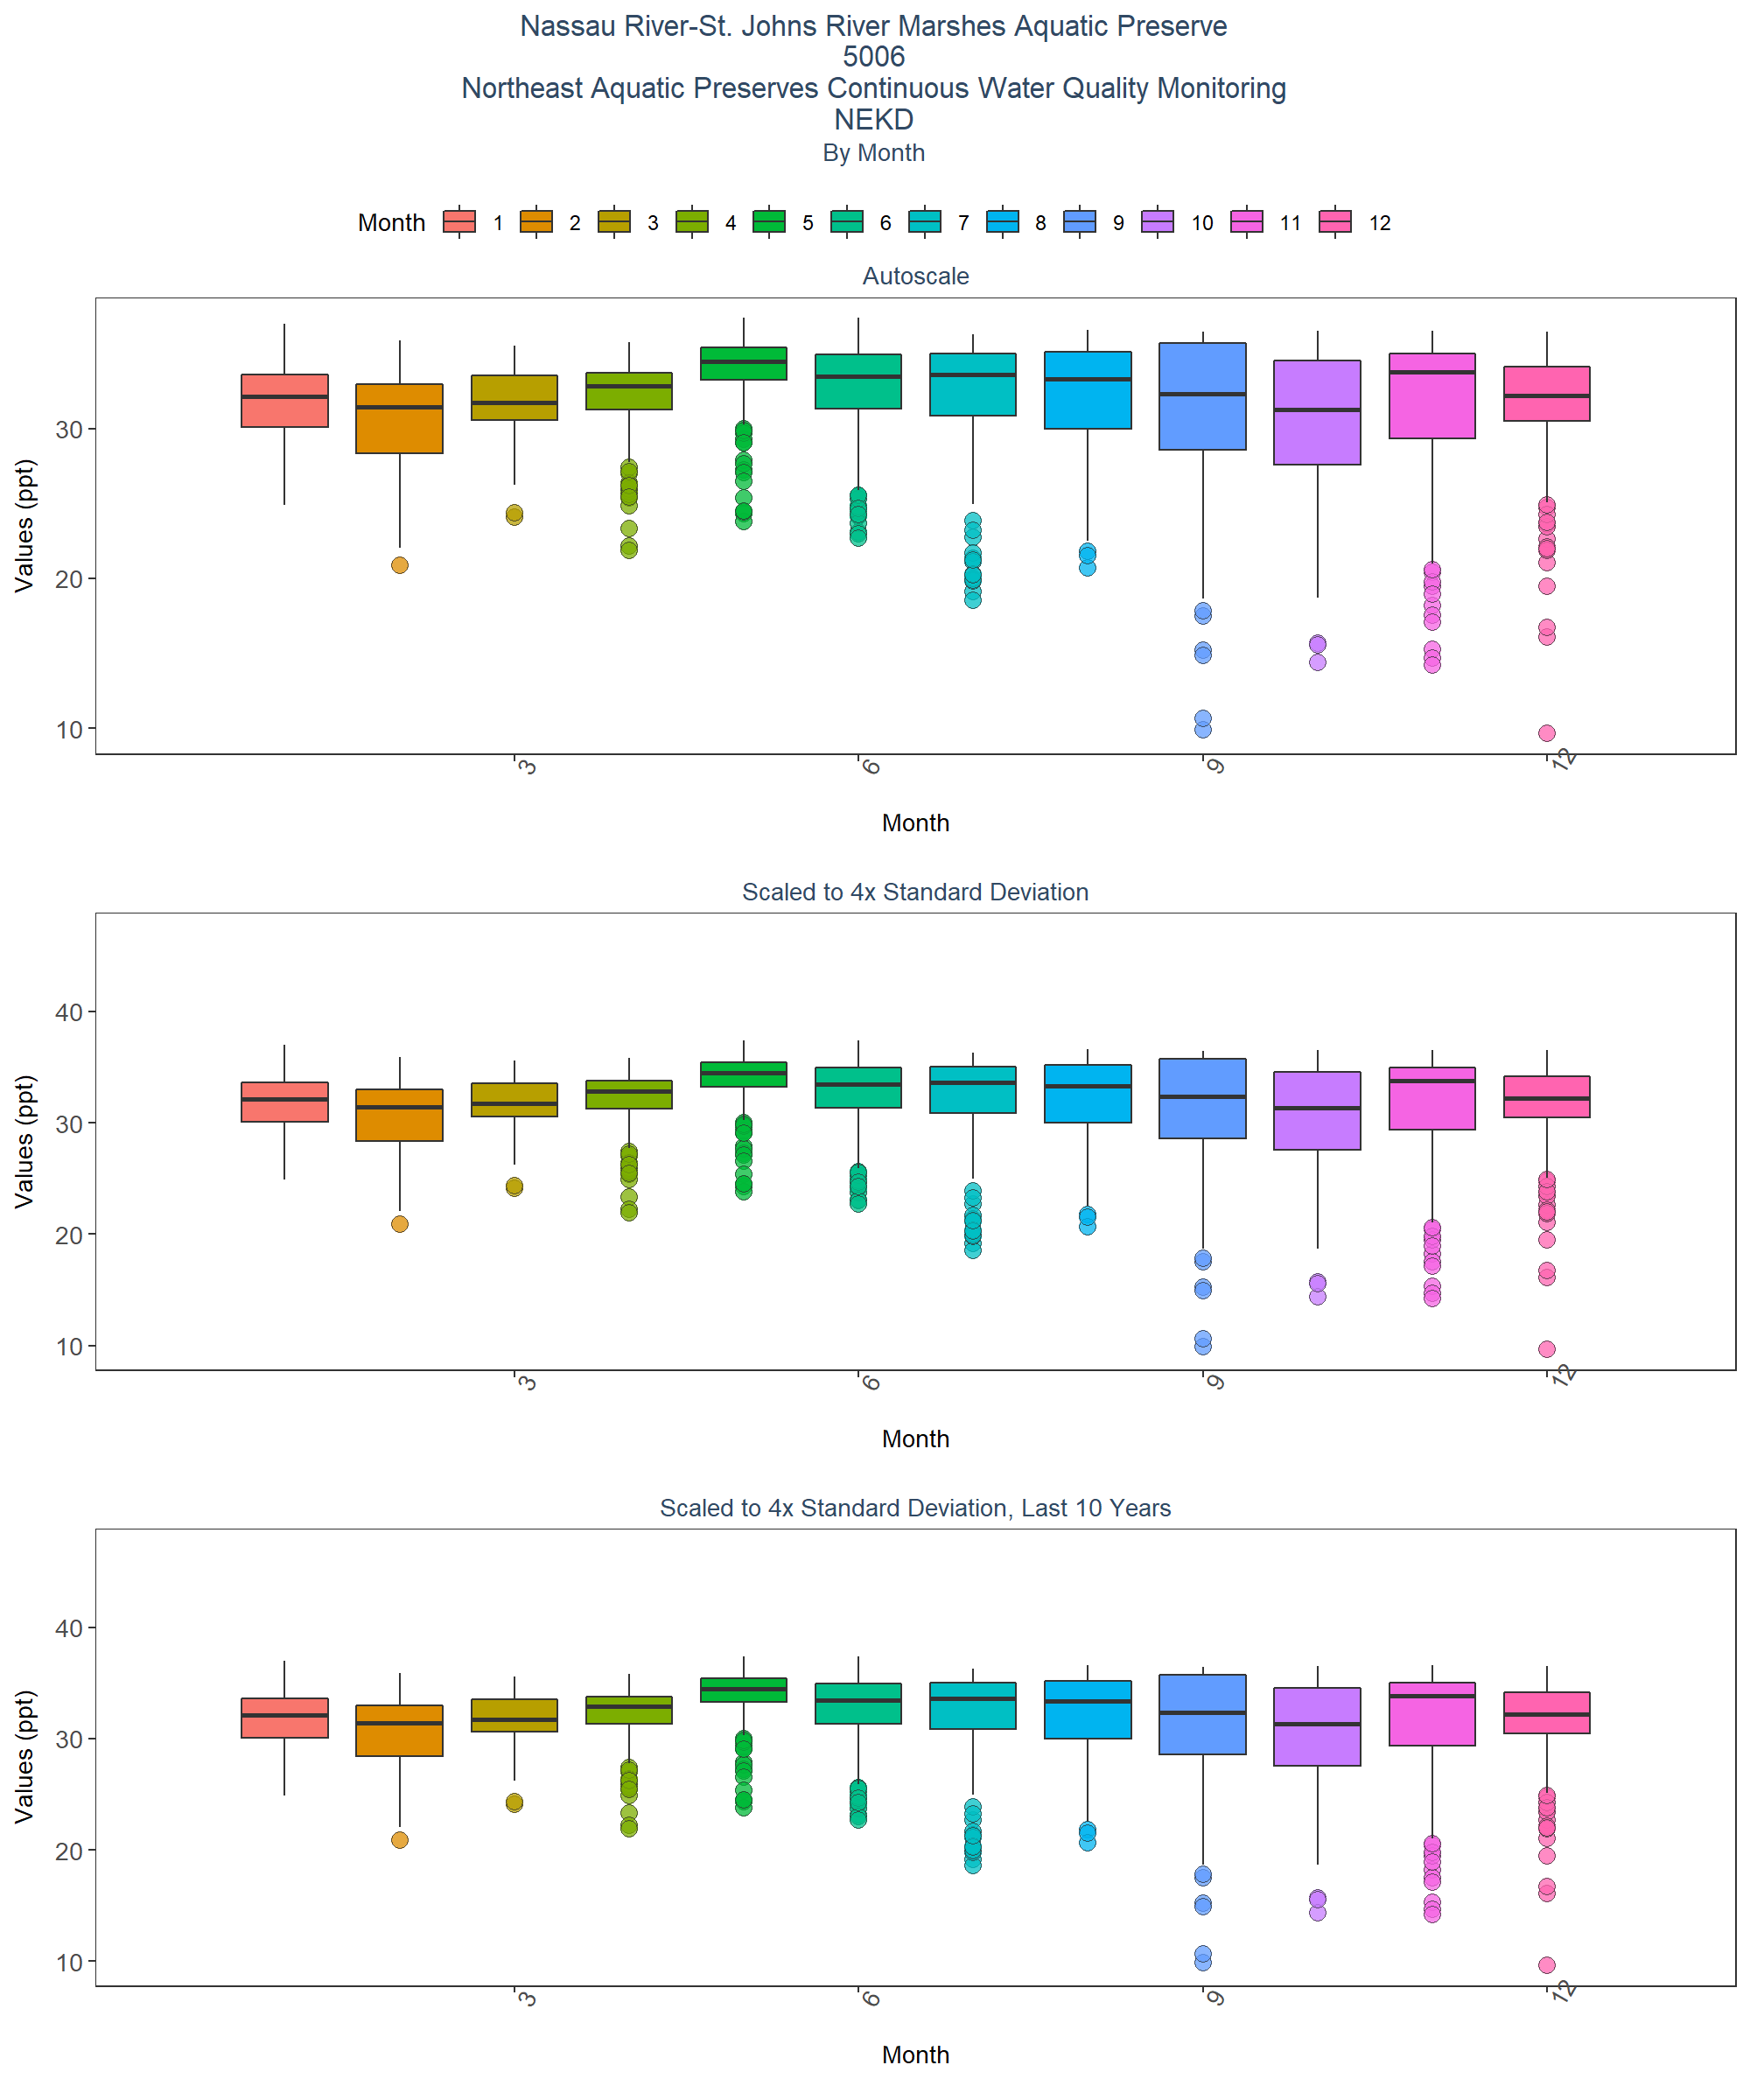 Nassau River-St. Johns River Marshes Aquatic Preserve
5006
Northeast Aquatic Preserves Continuous Water Quality Monitoring
NEKD
By Month
Month 1 2 3 4 5 6 7 8 9 10 11 12
Autoscale
Values (ppt)
30
20
10
3 6 9 12
Month
Scaled to 4x Standard Deviation
Values (ppt)
40
30
20
10
3 6 9 12
Month
Scaled to 4x Standard Deviation, Last 10 Years
Values (ppt)
40
30
20
10
3 6 9 12
Month